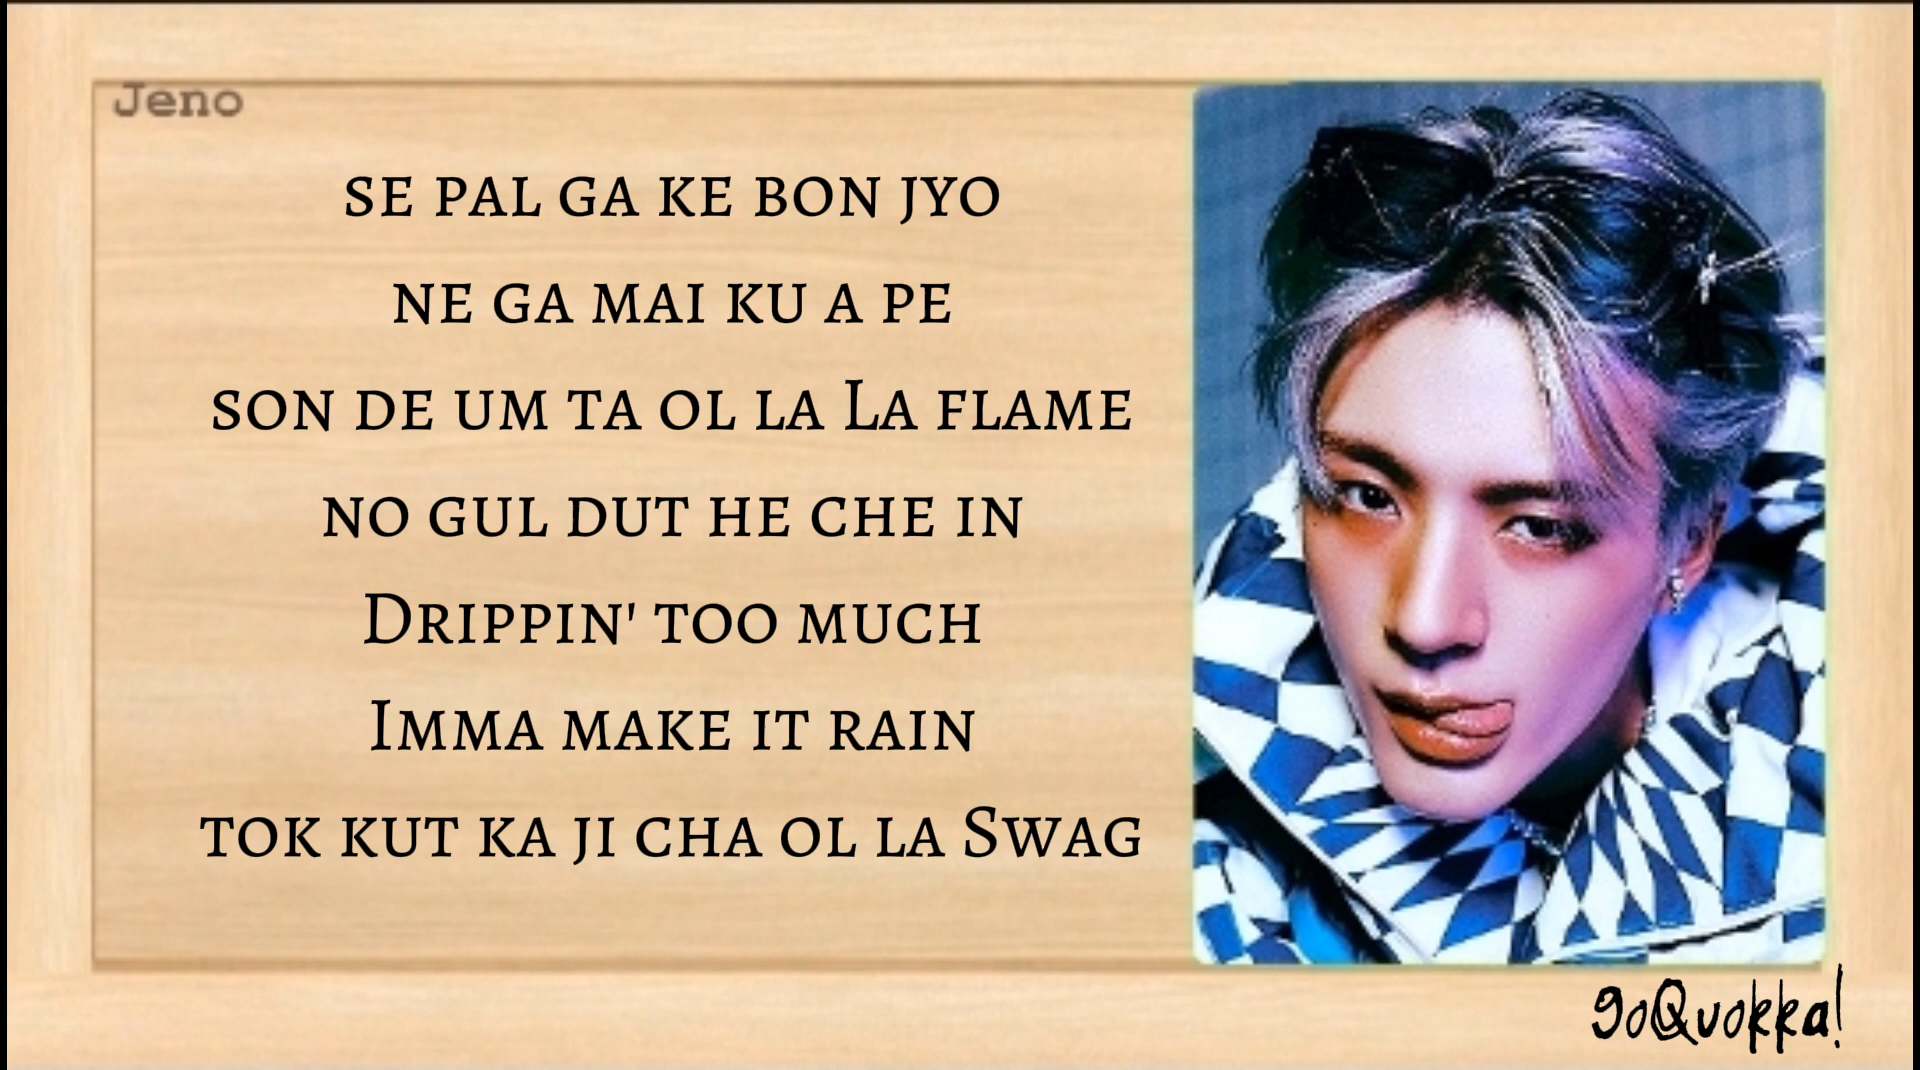 Jeno
SE PAL GA KE BON JYO
NE GA MAI KU A PE
SON DE UM TA OL LA LA FLAME
NO GUL DUT HE CHE IN
DRIPPIN' TOO MUCH
IMMA MAKE IT RAIN
TOK KUT KA JI CHA OL LA SWAG
goQuokka!